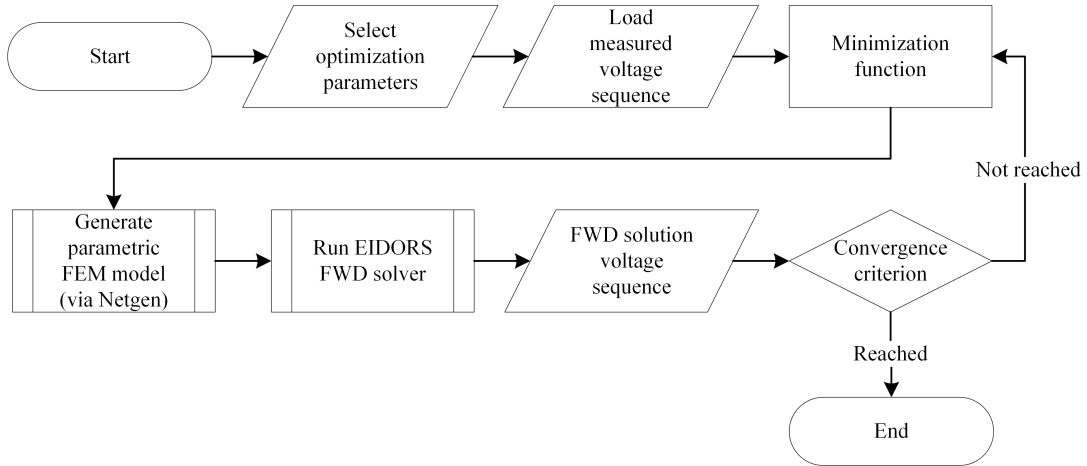 Start
Select
optimization
parameters
Load
measured
voltage
sequence
Minimization
function
Not reached
Generate
parametric
FEM model
(via Netgen)
Run EIDORS
FWD solver
FWD solution
voltage
sequence
Convergence
criterion
Reached
End